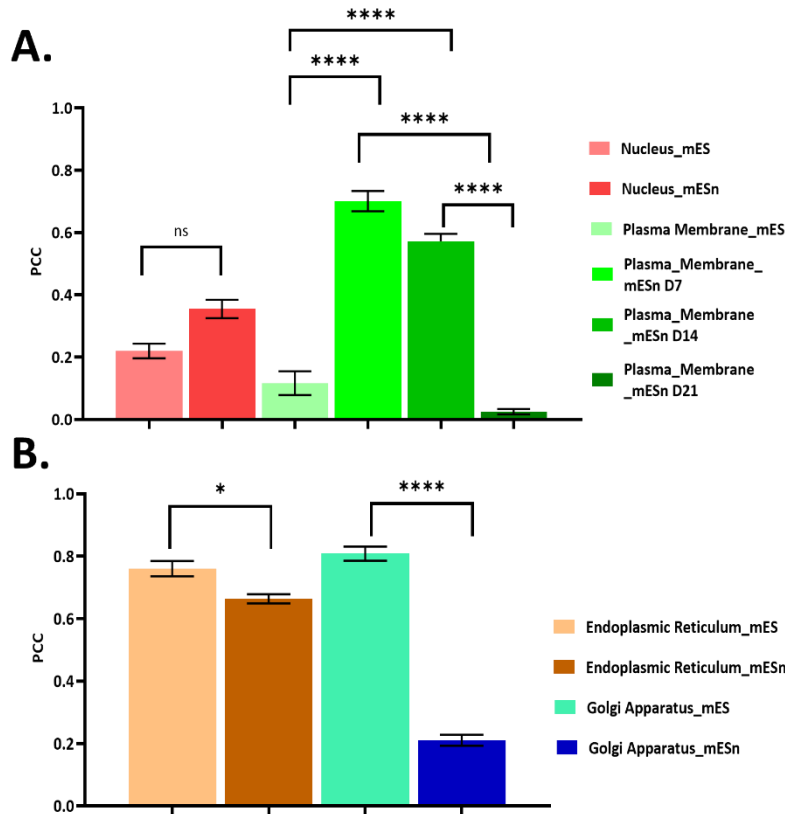 A.
****
****
****
****
ns
1.0
0.8
0.6
0.4
0.2
0.0
PCC
Nucleus_mES
Nucleus_mESn
Plasma Membrane_mES
Plasma_Membrane_
mESn D7
Plasma_Membrane
_mESn D14
Plasma_Membrane
_mESn D21
B.
*
****
1.0
0.8
0.6
0.4
0.2
0.0
PCC
Endoplasmic Reticulum_mES
Endoplasmic Reticulum_mESn
Golgi Apparatus_mES
Golgi Apparatus_mESn